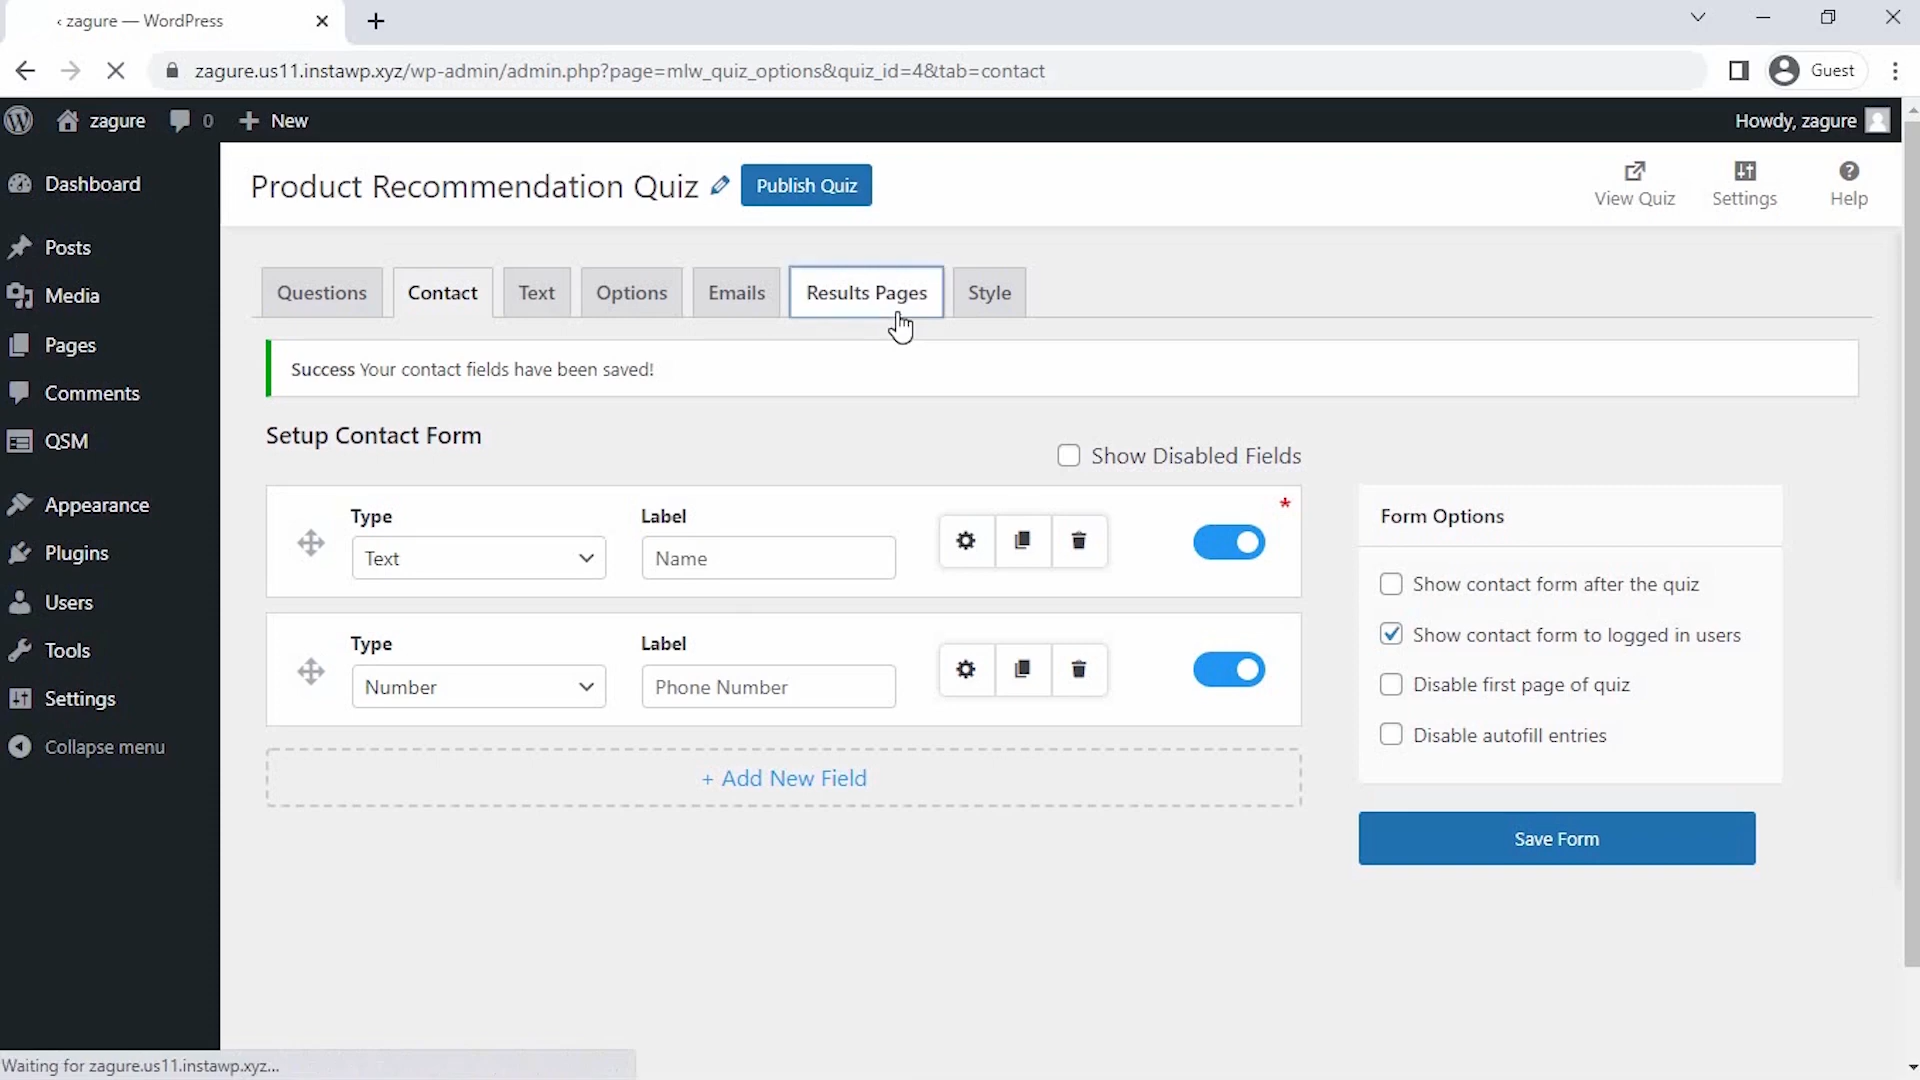 ‹ zagure — WordPress
zagure.us11.instawp.xyz/wp-admin/admin.php?page=mlw_quiz_options&quiz_id=4&tab=contact
Guest
zagure
0
New
Howdy, zagure
Dashboard
Posts
Media
Pages
Comments
QSM
Appearance
Plugins
Users
Tools
Settings
Collapse menu
Product Recommendation Quiz
Publish Quiz
View Quiz
Settings
Help
Questions
Contact
Text
Options
Emails
Results Pages
Style
Success Your contact fields have been saved!
Setup Contact Form
Show Disabled Fields
Type
Label
*
Text
Name
Type
Label
Number
Phone Number
+ Add New Field
Form Options
Show contact form after the quiz
Show contact form to logged in users
Disable first page of quiz
Disable autofill entries
Save Form
Waiting for zagure.us11.instawp.xyz...